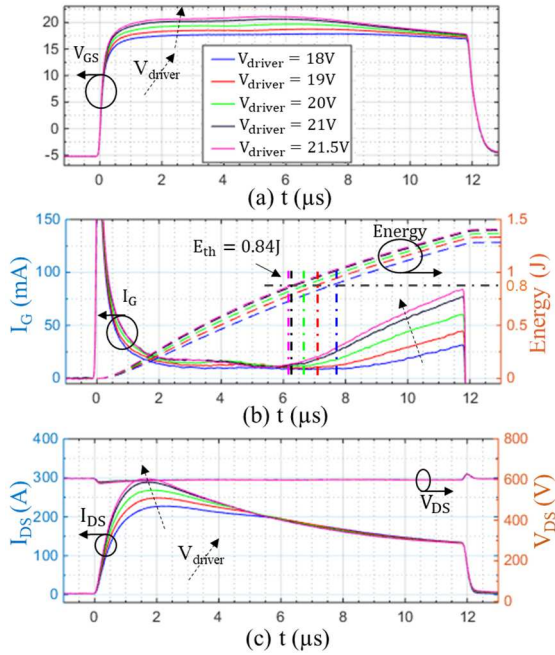 25
20
15
10
5
0
-5
V_GS
V_driver
V_driver = 18V
V_driver = 19V
V_driver = 20V
V_driver = 21V
V_driver = 21.5V
0 2 4 6 8 10 12
(a) t (µs)
150
100
50
0
I_G (mA)
E_th = 0.84J
Energy
I_G
1.5
1
0.8
0.5
0
Energy (J)
0 2 4 6 8 10 12
(b) t (µs)
400
300
200
100
0
I_DS (A)
I_DS
V_driver
V_DS
800
600
400
200
0
V_DS (V)
0 2 4 6 8 10 12
(c) t (µs)